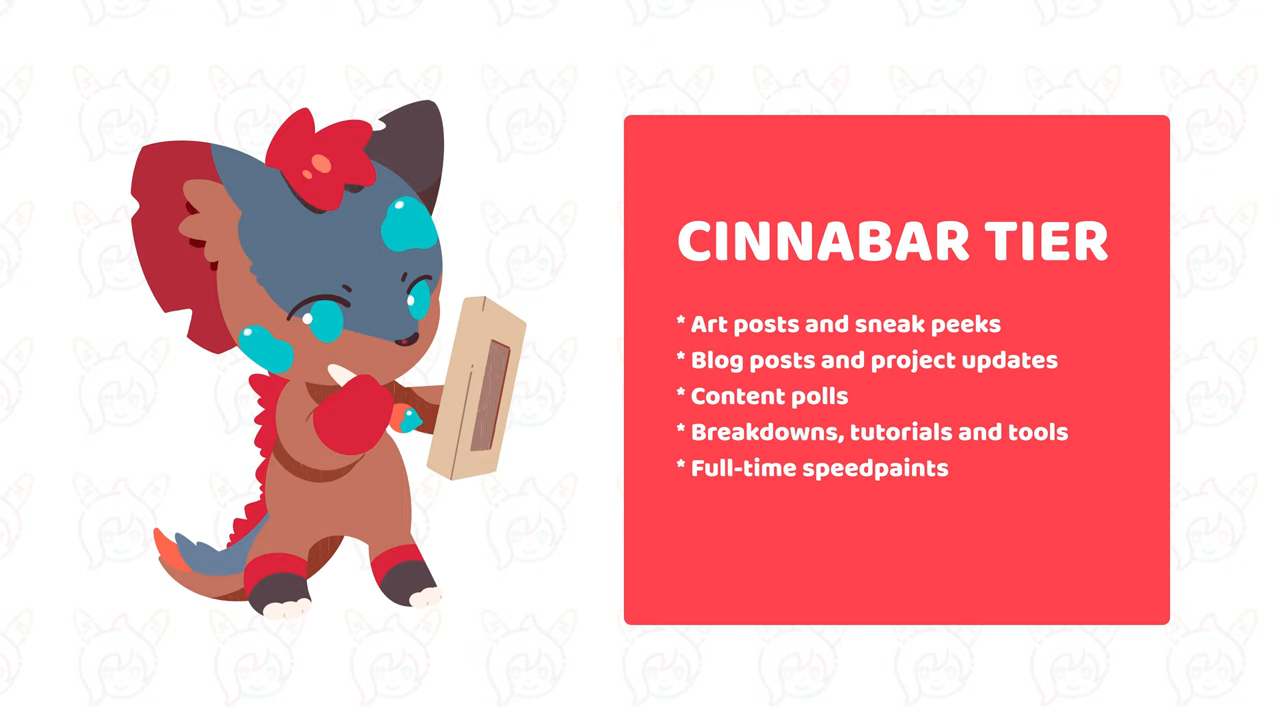 CINNABAR TIER
* Art posts and sneak peeks
* Blog posts and project updates
* Content polls
* Breakdowns, tutorials and tools
* Full-time speedpaints